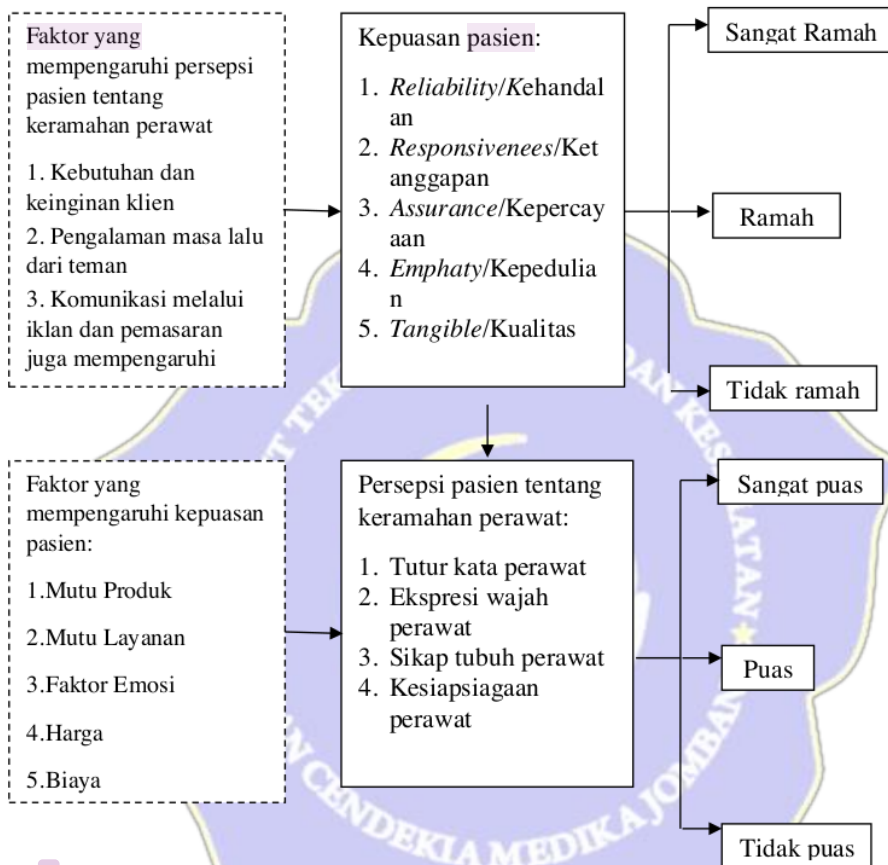 Faktor yang
mempengaruhi persepsi
pasien tentang
keramahan perawat
1. Kebutuhan dan
keinginan klien
2. Pengalaman masa lalu
dari teman
3. Komunikasi melalui
iklan dan pemasaran
juga mempengaruhi
Kepuasan pasien:
1. Reliability/Kehandal
an
2. Responsivenees/Ket
anggapan
3. Assurance/Kepercay
aan
4. Emphaty/Kepedulia
n
5. Tangible/Kualitas
Sangat Ramah
Ramah
Tidak ramah
Faktor yang
mempengaruhi kepuasan
pasien:
1.Mutu Produk
2.Mutu Layanan
3.Faktor Emosi
4.Harga
5.Biaya
Persepsi pasien tentang
keramahan perawat:
1. Tutur kata perawat
2. Ekspresi wajah
perawat
3. Sikap tubuh perawat
4. Kesiapsiagaan
perawat
Sangat puas
Puas
Tidak puas
CENDEKIA MEDIKA JOMBANG